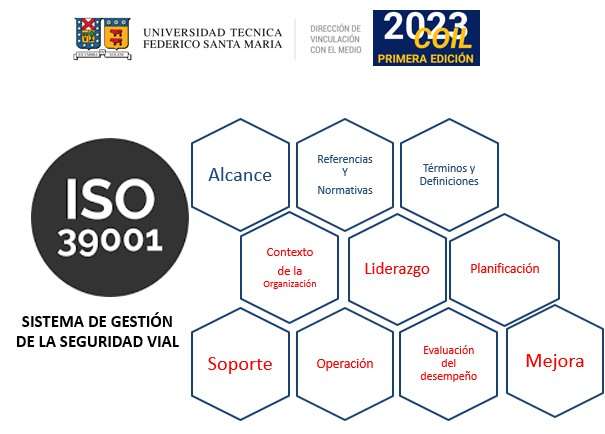 UNIVERSIDAD TECNICA
FEDERICO SANTA MARIA
DIRECCIÓN DE
VINCULACIÓN
CON EL MEDIO
2023
COIL
PRIMERA EDICIÓN
ISO
39001
SISTEMA DE GESTIÓN
DE LA SEGURIDAD VIAL
Alcance
Referencias
Y
Normativas
Términos y
Definiciones
Contexto
de la
Organización
Liderazgo
Planificación
Soporte
Operación
Evaluación
del
desempeño
Mejora